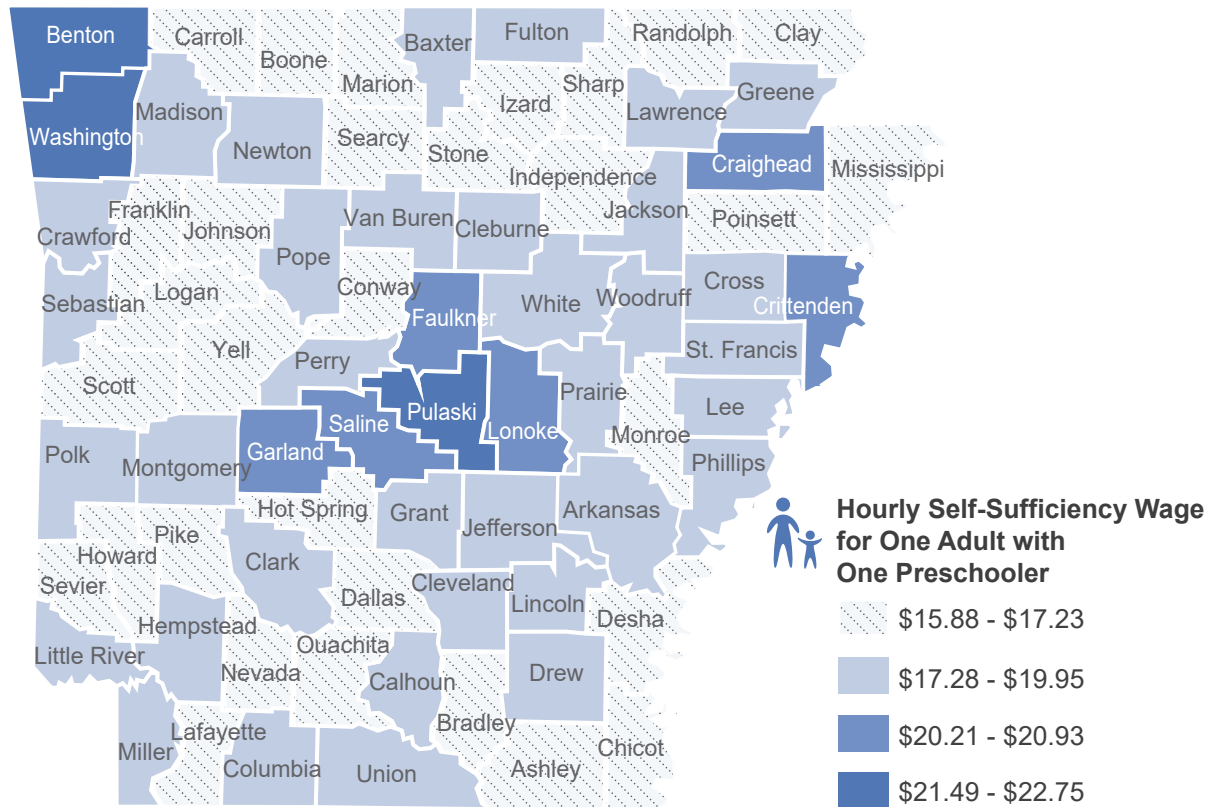 Benton
Carroll
Boone
Marion
Baxter
Fulton
Randolph
Clay
Sharp
Izard
Washington
Madison
Newton
Searcy
Stone
Lawrence
Greene
Independence
Craighead
Mississippi
Crawford
Franklin
Johnson
Pope
Van Buren
Cleburne
Jackson
Poinsett
Sebastian
Logan
Conway
Faulkner
White
Woodruff
Cross
Crittenden
Yell
Perry
St. Francis
Scott
Saline
Pulaski
Lonoke
Prairie
Monroe
Lee
Polk
Montgomery
Garland
Phillips
Hot Spring
Grant
Jefferson
Arkansas
Howard
Pike
Sevier
Clark
Dallas
Cleveland
Lincoln
Desha
Hempstead
Little River
Nevada
Ouachita
Calhoun
Bradley
Drew
Miller
Lafayette
Columbia
Union
Ashley
Chicot
Hourly Self-Sufficiency Wage
for One Adult with
One Preschooler
$15.88 - $17.23
$17.28 - $19.95
$20.21 - $20.93
$21.49 - $22.75